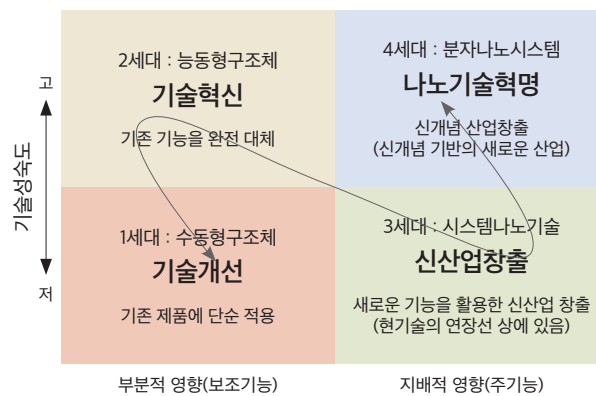 2세대 : 능동형구조체
기술혁신
기존 기능을 완전 대체
4세대 : 분자나노시스템
나노기술혁명
신개념 산업창출
(신개념 기반의 새로운 산업)
고
기술성숙도
저
1세대 : 수동형구조체
기술개선
기존 제품에 단순 적용
3세대 : 시스템나노기술
신산업창출
새로운 기능을 활용한 신산업 창출
(현기술의 연장선 상에 있음)
부분적 영향(보조기능)
지배적 영향(주기능)